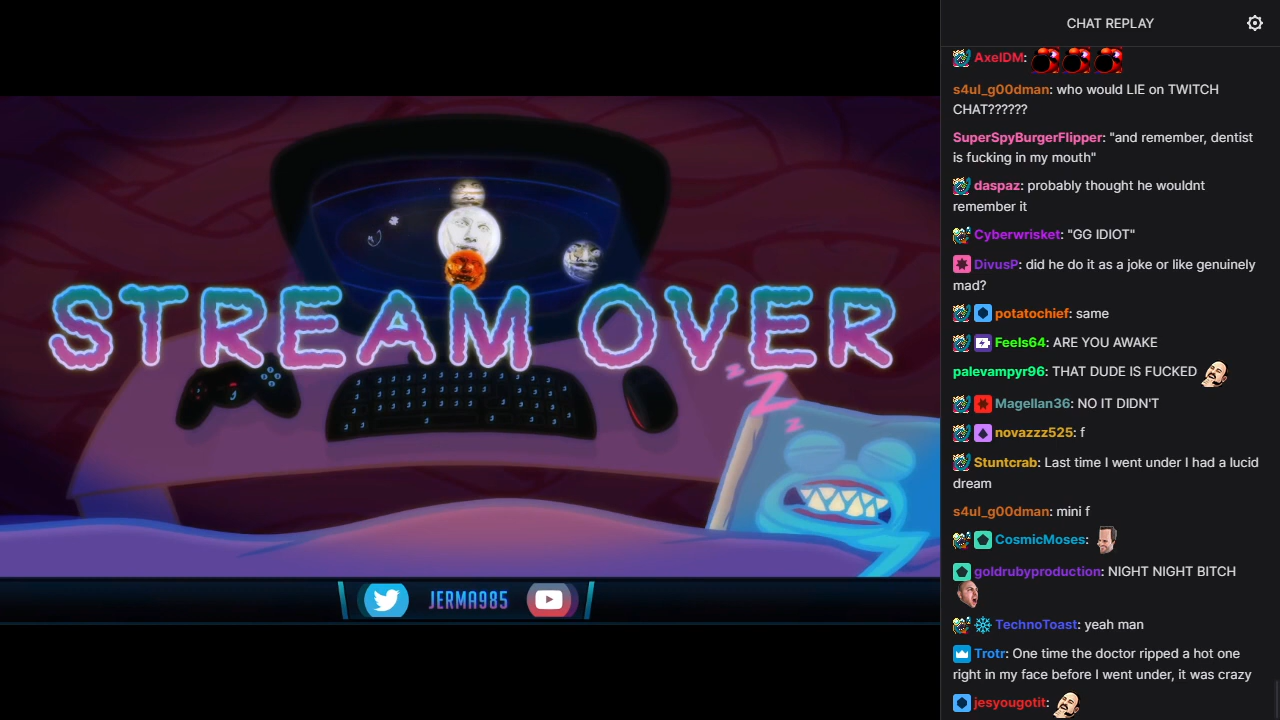 CHAT REPLAY
AxelDM:
s4ul_g00dman: who would LIE on TWITCH
CHAT??????
SuperSpyBurgerFlipper: "and remember, dentist
is fucking in my mouth"
daspaz: probably thought he wouldnt
remember it
Cyberwrisket: "GG IDIOT"
DivusP: did he do it as a joke or like genuinely
mad?
potatochief: same
Feels64: ARE YOU AWAKE
palevampyr96: THAT DUDE IS FUCKED
Magellan36: NO IT DIDN'T
novazzz525: f
Stuntcrab: Last time I went under I had a lucid
dream
s4ul_g00dman: mini f
CosmicMoses:
goldrubyproduction: NIGHT NIGHT BITCH
TechnoToast: yeah man
Trotr: One time the doctor ripped a hot one
right in my face before I went under, it was crazy
jesyougotit:
STREAM OVER
z Z z
JERMA985